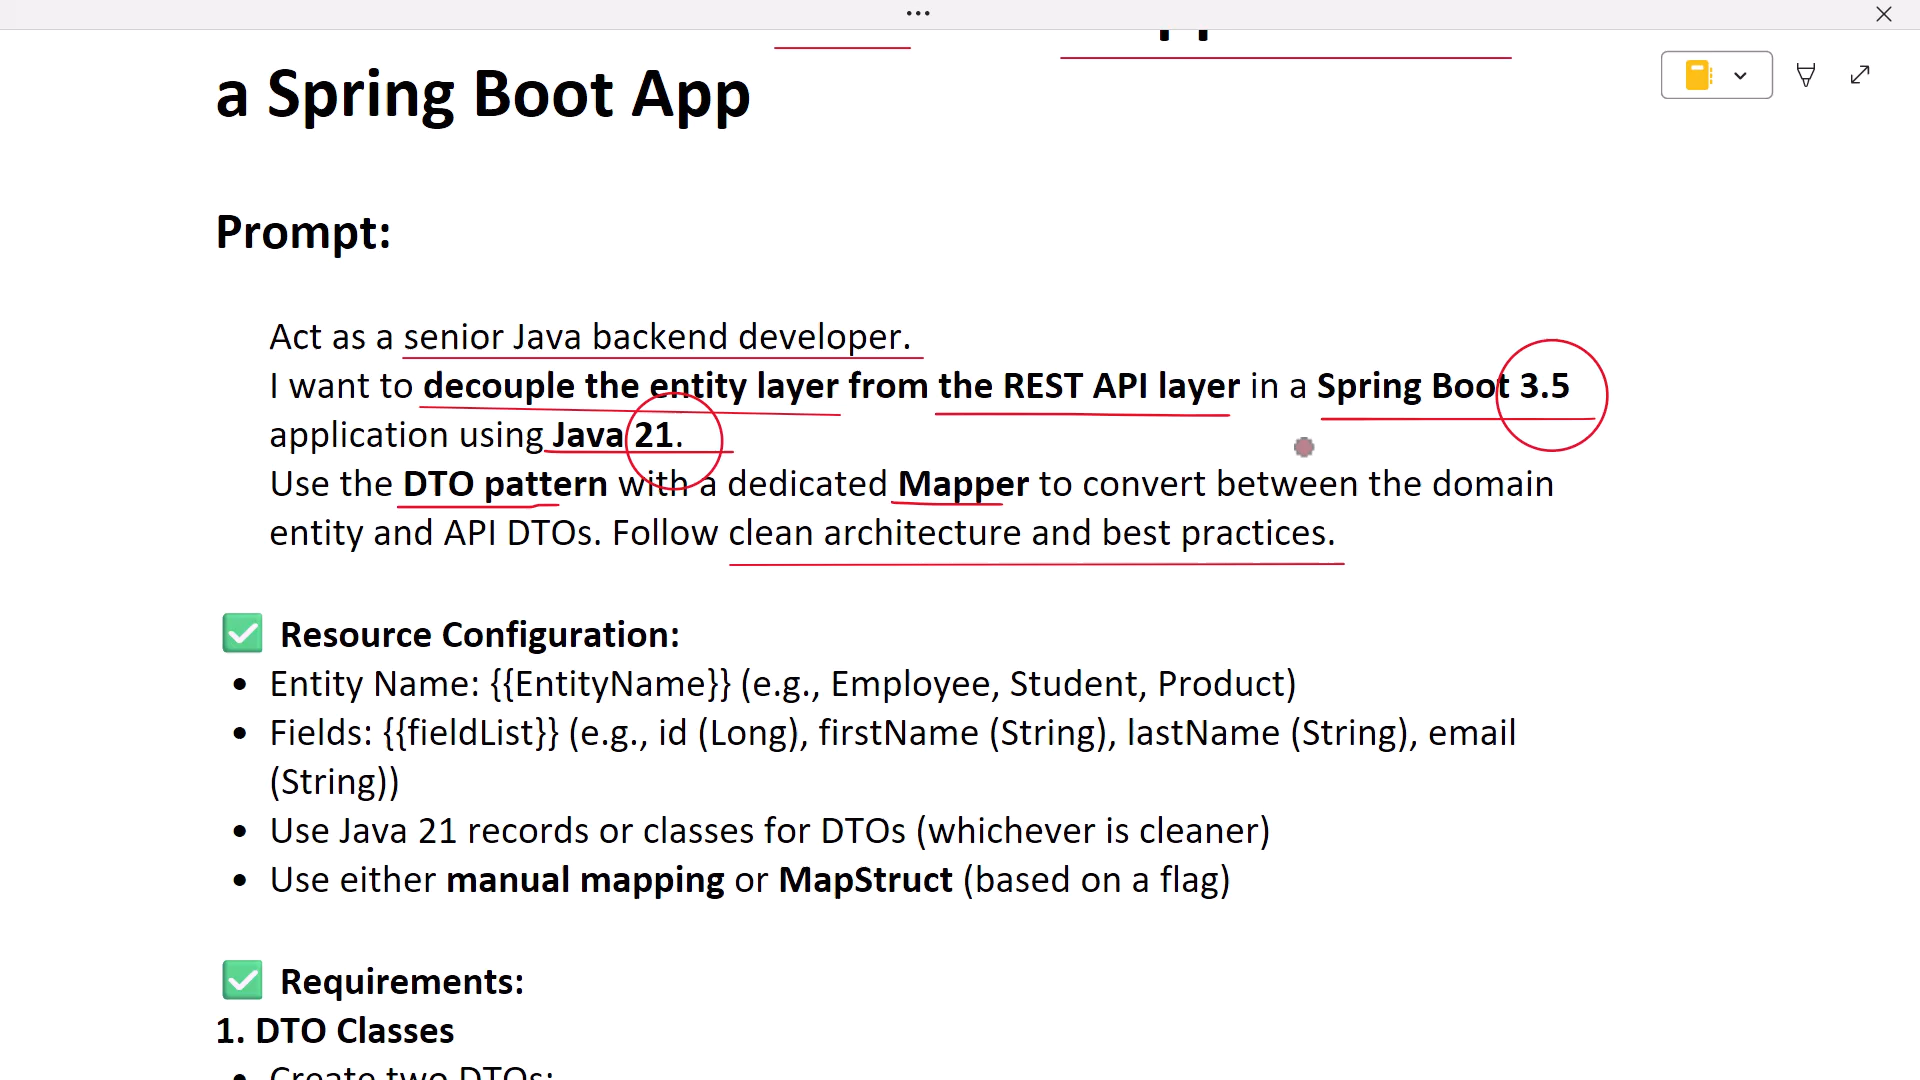 a Spring Boot App
Prompt:
Act as a senior Java backend developer.
I want to decouple the entity layer from the REST API layer in a Spring Boot 3.5
application using Java 21.
Use the DTO pattern with a dedicated Mapper to convert between the domain
entity and API DTOs. Follow clean architecture and best practices.
✅ Resource Configuration:
• Entity Name: {{EntityName}} (e.g., Employee, Student, Product)
• Fields: {{fieldList}} (e.g., id (Long), firstName (String), lastName (String), email
(String))
• Use Java 21 records or classes for DTOs (whichever is cleaner)
• Use either manual mapping or MapStruct (based on a flag)
✅ Requirements:
1. DTO Classes
• Create two DTOs: